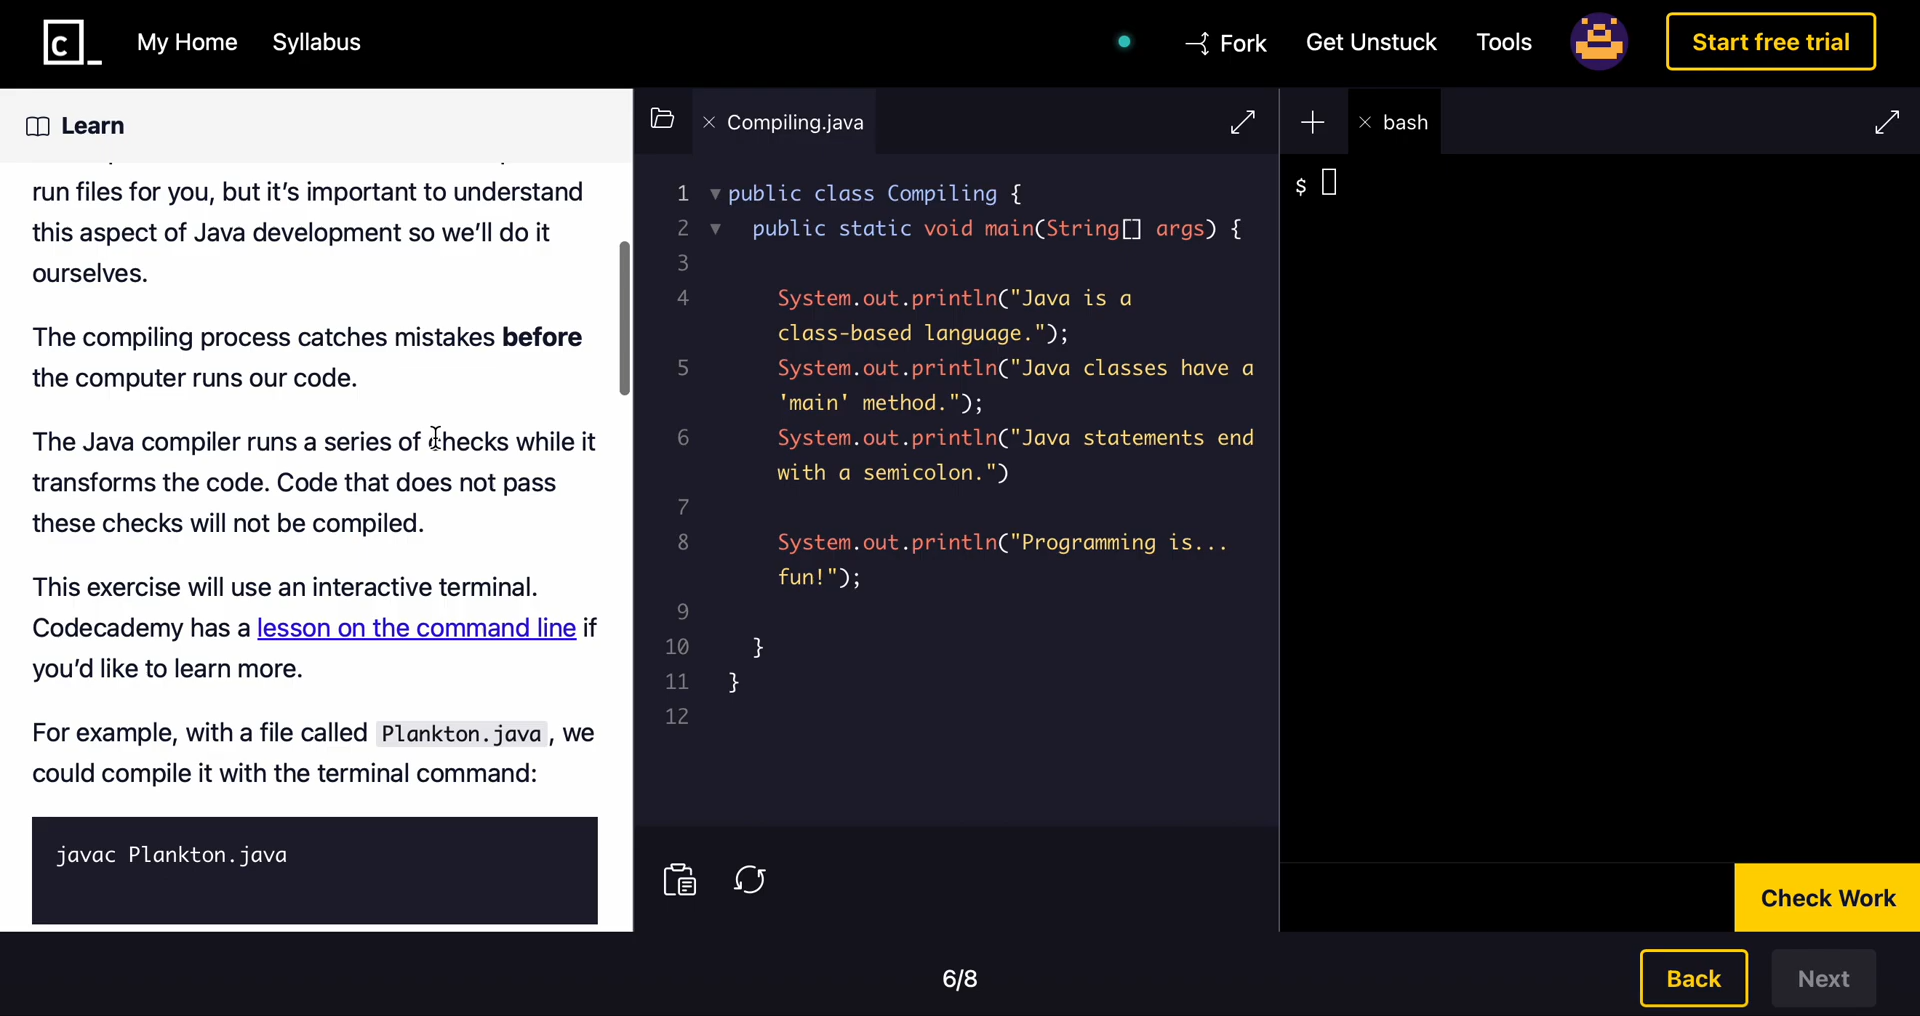 C_ My Home Syllabus Fork Get Unstuck Tools Start free trial
Learn
run files for you, but it’s important to understand
this aspect of Java development so we’ll do it
ourselves.
The compiling process catches mistakes before
the computer runs our code.
The Java compiler runs a series of checks while it
transforms the code. Code that does not pass
these checks will not be compiled.
This exercise will use an interactive terminal.
Codecademy has a lesson on the command line if
you’d like to learn more.
For example, with a file called Plankton.java, we
could compile it with the terminal command:
javac Plankton.java
Compiling.java
1 public class Compiling {
2 public static void main(String[] args) {
3
4 System.out.println("Java is a
class-based language.");
5 System.out.println("Java classes have a
'main' method.");
6 System.out.println("Java statements end
with a semicolon.")
7
8 System.out.println("Programming is...
fun!");
9
10 }
11 }
12
bash
$
Check Work
6/8
Back Next